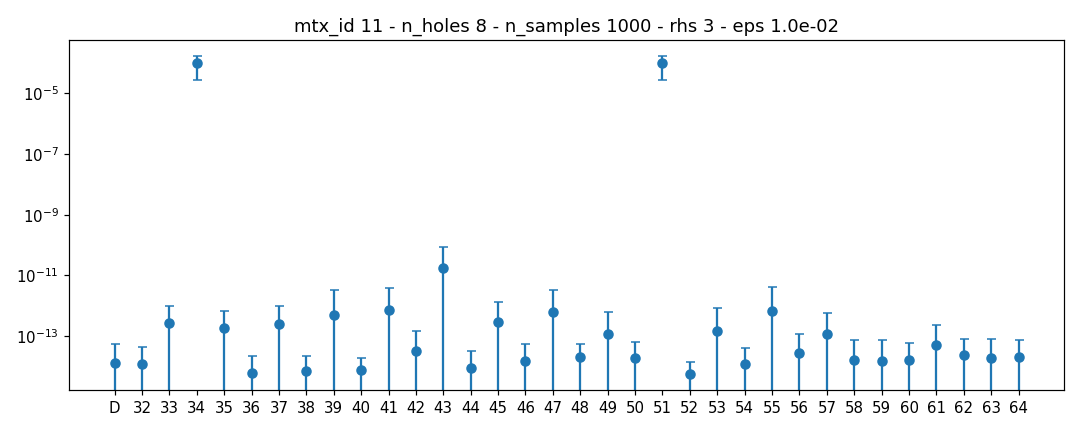 mtx_id 11 - n_holes 8 - n_samples 1000 - rhs 3 - eps 1.0e-02
10⁻⁵
10⁻⁷
10⁻⁹
10⁻¹¹
10⁻¹³
D 32 33 34 35 36 37 38 39 40 41 42 43 44 45 46 47 48 49 50 51 52 53 54 55 56 57 58 59 60 61 62 63 64